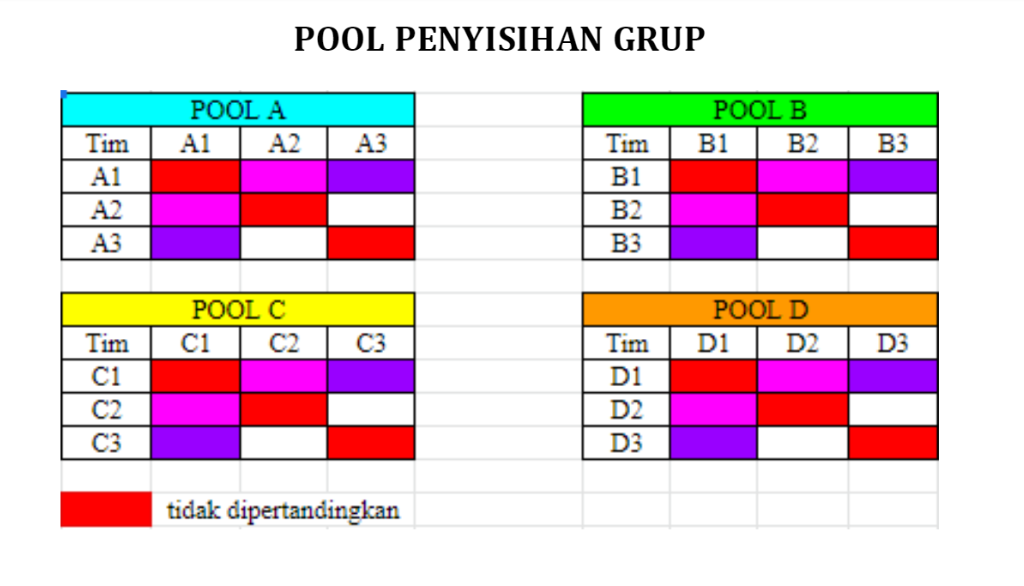 POOL PENYISIHAN GRUP
POOL A
Tim A1 A2 A3
A1
A2
A3
POOL B
Tim B1 B2 B3
B1
B2
B3
POOL C
Tim C1 C2 C3
C1
C2
C3
POOL D
Tim D1 D2 D3
D1
D2
D3
tidak dipertandingkan